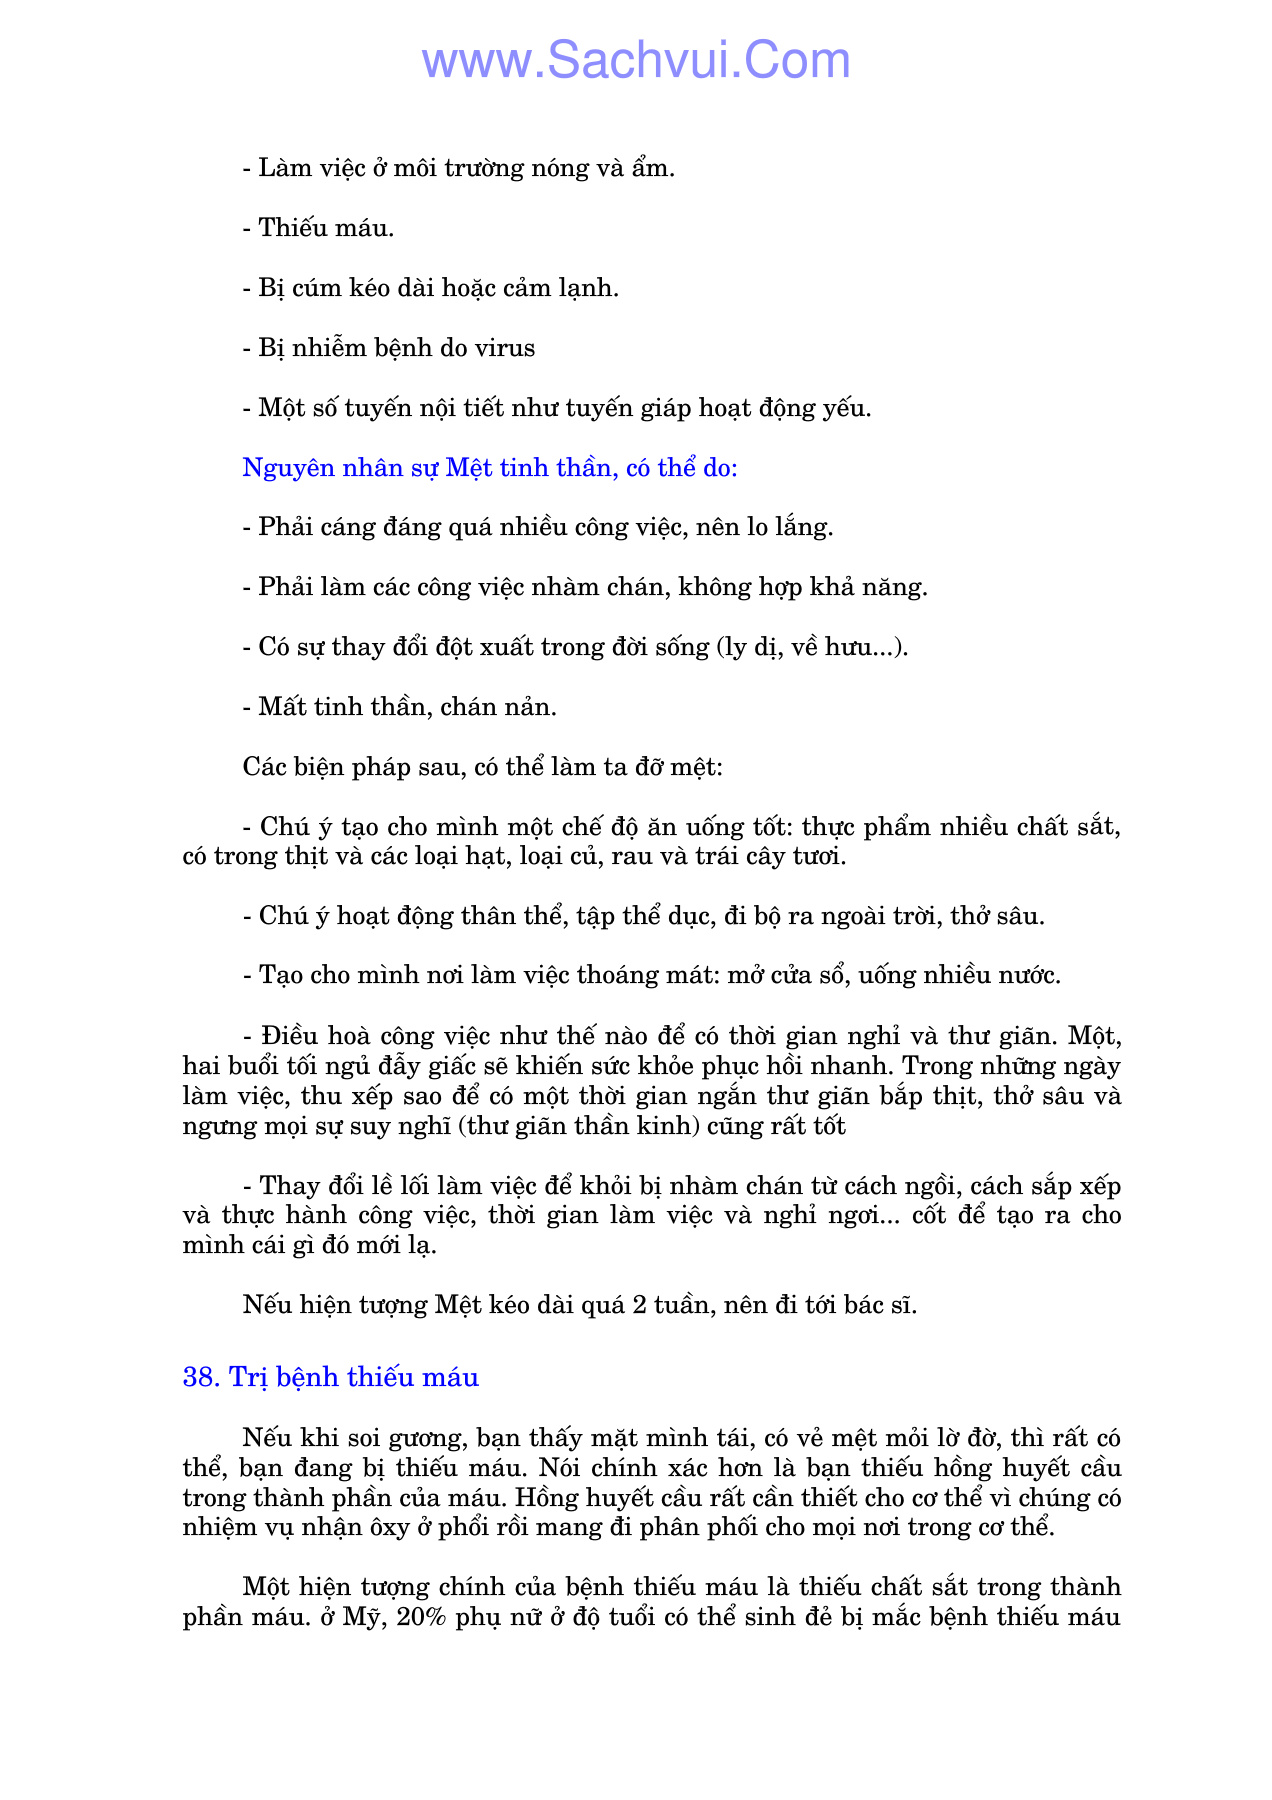 www.Sachvui.Com
- Làm việc ở môi trường nóng và ẩm.
- Thiếu máu.
- Bị cúm kéo dài hoặc cảm lạnh.
- Bị nhiễm bệnh do virus
- Một số tuyến nội tiết như tuyến giáp hoạt động yếu.
Nguyên nhân sự Mệt tinh thần, có thể do:
- Phải cáng đáng quá nhiều công việc, nên lo lắng.
- Phải làm các công việc nhàm chán, không hợp khả năng.
- Có sự thay đổi đột xuất trong đời sống (ly dị, về hưu...).
- Mất tinh thần, chán nản.
Các biện pháp sau, có thể làm ta đỡ mệt:
- Chú ý tạo cho mình một chế độ ăn uống tốt: thực phẩm nhiều chất sắt,
có trong thịt và các loại hạt, loại củ, rau và trái cây tươi.
- Chú ý hoạt động thân thể, tập thể dục, đi bộ ra ngoài trời, thở sâu.
- Tạo cho mình nơi làm việc thoáng mát: mở cửa sổ, uống nhiều nước.
- Điều hoà công việc như thế nào để có thời gian nghỉ và thư giãn. Một,
hai buổi tối ngủ đẫy giấc sẽ khiến sức khỏe phục hồi nhanh. Trong những ngày
làm việc, thu xếp sao để có một thời gian ngắn thư giãn bắp thịt, thở sâu và
ngưng mọi sự suy nghĩ (thư giãn thần kinh) cũng rất tốt
- Thay đổi lề lối làm việc để khỏi bị nhàm chán từ cách ngồi, cách sắp xếp
và thực hành công việc, thời gian làm việc và nghỉ ngơi... cốt để tạo ra cho
mình cái gì đó mới lạ.
Nếu hiện tượng Mệt kéo dài quá 2 tuần, nên đi tới bác sĩ.
38. Trị bệnh thiếu máu
Nếu khi soi gương, bạn thấy mặt mình tái, có vẻ mệt mỏi lờ đờ, thì rất có
thể, bạn đang bị thiếu máu. Nói chính xác hơn là bạn thiếu hồng huyết cầu
trong thành phần của máu. Hồng huyết cầu rất cần thiết cho cơ thể vì chúng có
nhiệm vụ nhận ôxy ở phổi rồi mang đi phân phối cho mọi nơi trong cơ thể.
Một hiện tượng chính của bệnh thiếu máu là thiếu chất sắt trong thành
phần máu. ở Mỹ, 20% phụ nữ ở độ tuổi có thể sinh đẻ bị mắc bệnh thiếu máu